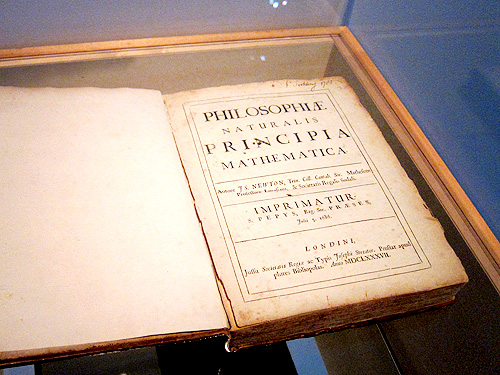 PHILOSOPHIÆ
NATURALIS
PRINCIPIA
MATHEMATICA
Autore J. S. NEWTON, Trin. Coll. Cantab. Soc. Matheseos
Professore Lucasiano, & Societatis Regalis Sodali.
IMPRIMATUR·
S. PEPYS, Reg. Soc. PRÆSES.
Julii 5. 1686.
LONDINI,
Jussu Societatis Regiæ ac Typis Josephi Streater. Prostat apud
plures Bibliopolas. Anno MDCLXXXVII.